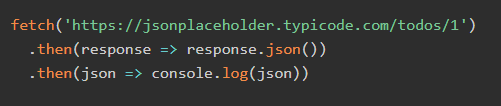 fetch('https://jsonplaceholder.typicode.com/todos/1')
  .then(response => response.json())
  .then(json => console.log(json))